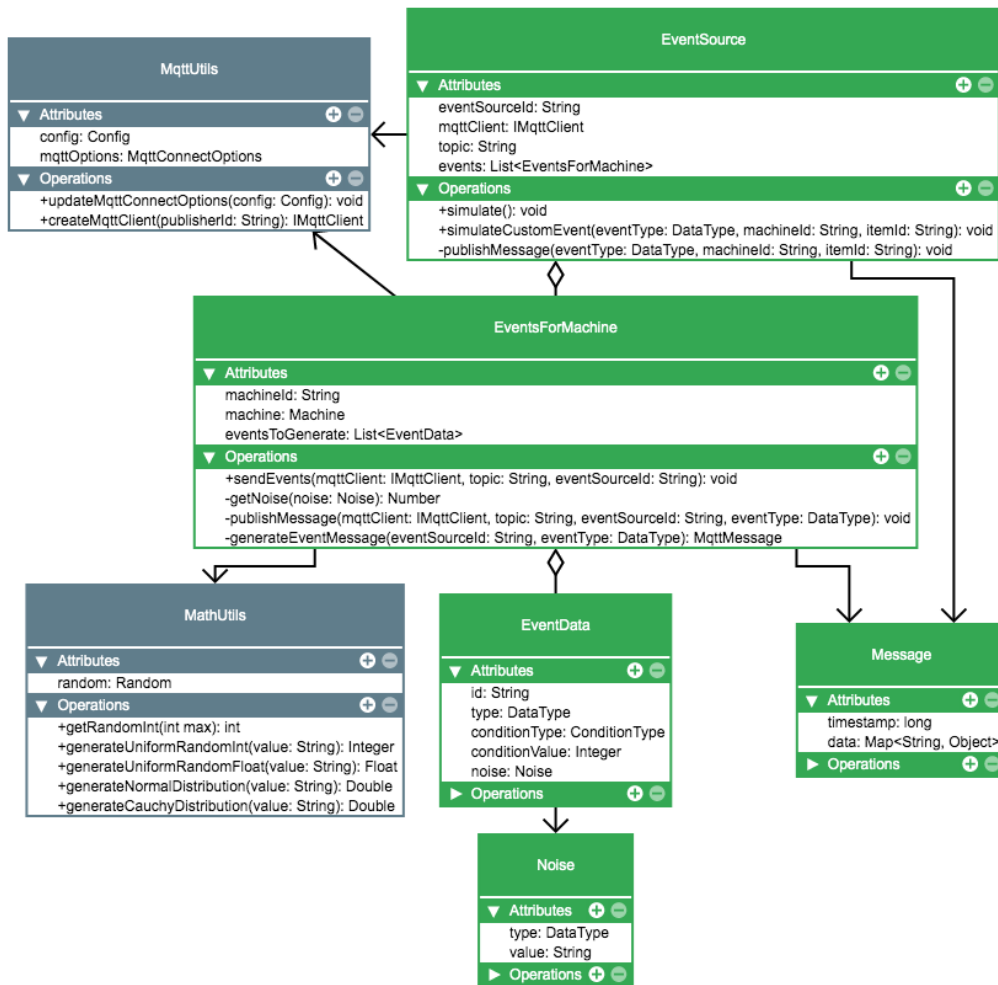 MqttUtils
Attributes
config: Config
mqttOptions: MqttConnectOptions
Operations
+updateMqttConnectOptions(config: Config): void
+createMqttClient(publisherId: String): IMqttClient
EventSource
Attributes
eventSourceId: String
mqttClient: IMqttClient
topic: String
events: List<EventsForMachine>
Operations
+simulate(): void
+simulateCustomEvent(eventType: DataType, machineId: String, itemId: String): void
-publishMessage(eventType: DataType, machineId: String, itemId: String): void
EventsForMachine
Attributes
machineId: String
machine: Machine
eventsToGenerate: List<EventData>
Operations
+sendEvents(mqttClient: IMqttClient, topic: String, eventSourceId: String): void
-getNoise(noise: Noise): Number
-publishMessage(mqttClient: IMqttClient, topic: String, eventSourceId: String, eventType: DataType): void
-generateEventMessage(eventSourceId: String, eventType: DataType): MqttMessage
MathUtils
Attributes
random: Random
Operations
+getRandomInt(int max): int
+generateUniformRandomInt(value: String): Integer
+generateUniformRandomFloat(value: String): Float
+generateNormalDistribution(value: String): Double
+generateCauchyDistribution(value: String): Double
EventData
Attributes
id: String
type: DataType
conditionType: ConditionType
conditionValue: Integer
noise: Noise
Operations
Message
Attributes
timestamp: long
data: Map<String, Object>
Operations
Noise
Attributes
type: DataType
value: String
Operations